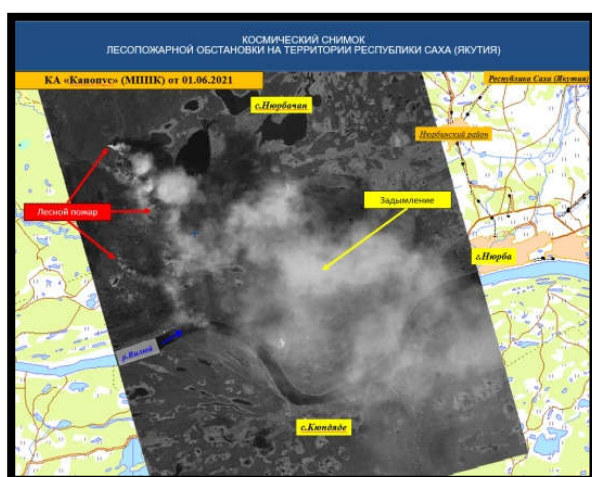 КОСМИЧЕСКИЙ СНИМОК
ЛЕСОПОЖАРНОЙ ОБСТАНОВКИ НА ТЕРРИТОРИИ РЕСПУБЛИКИ САХА (ЯКУТИЯ)
КА «Канопус» (МППК) от 01.06.2021
Республика Саха (Якутия)
с.Нюрбачан
Нюрбинский район
Задымление
Лесной пожар
г.Нюрба
р.Вилюй
с.Кюндяде